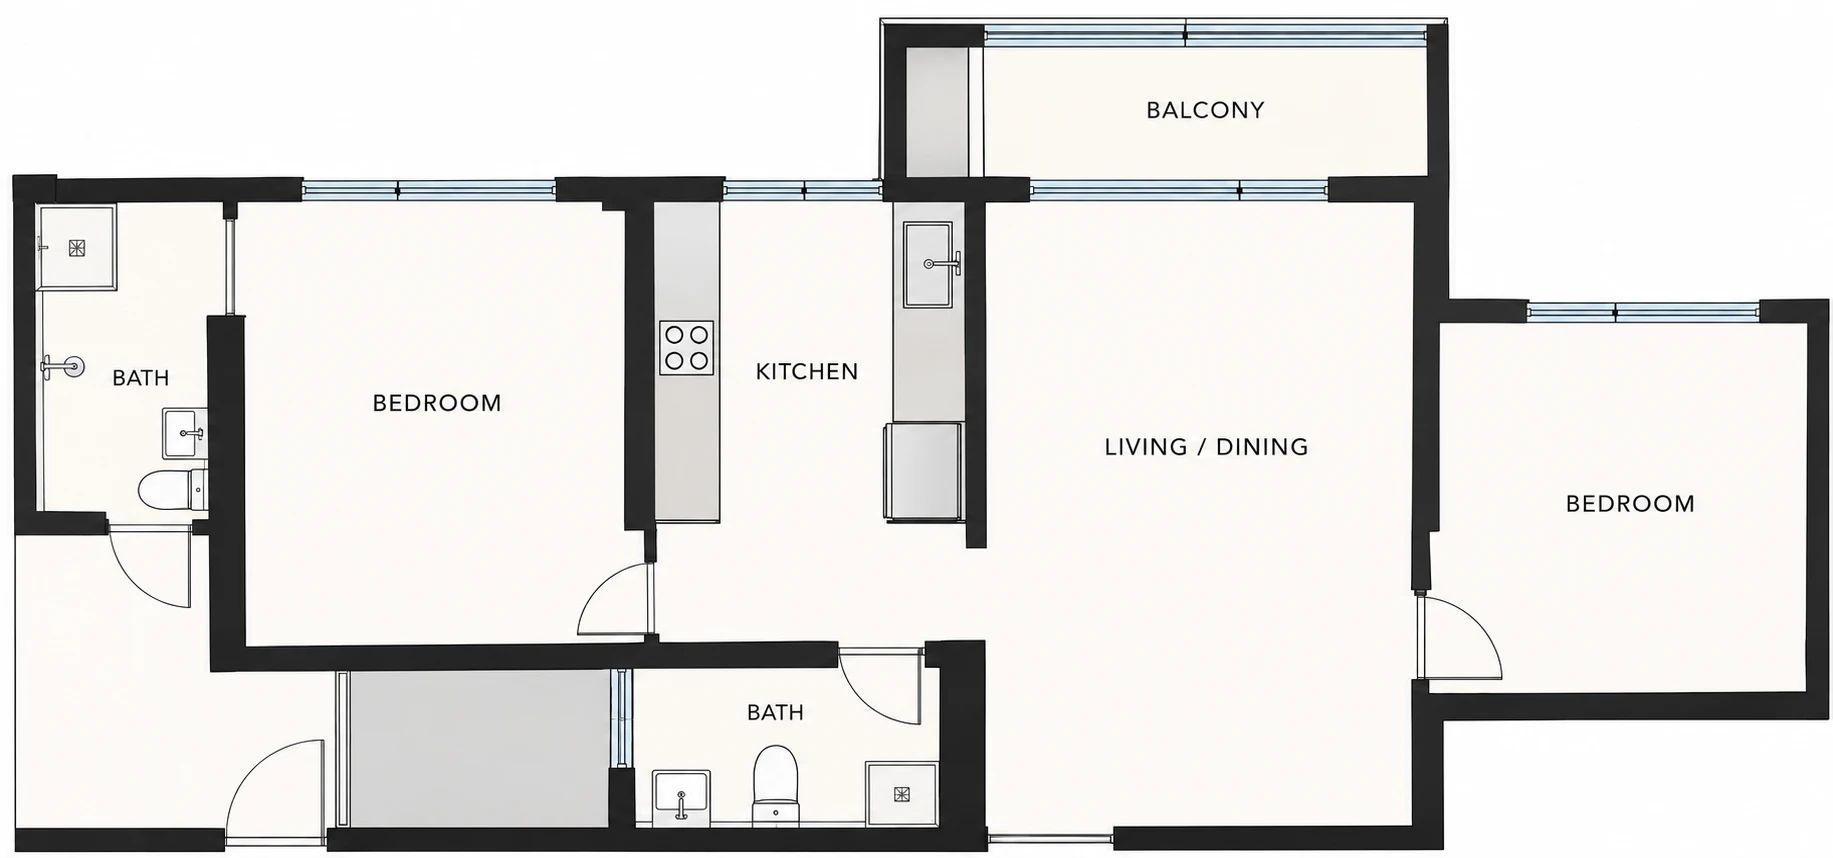 BALCONY
BATH
BEDROOM
KITCHEN
LIVING / DINING
BEDROOM
BATH